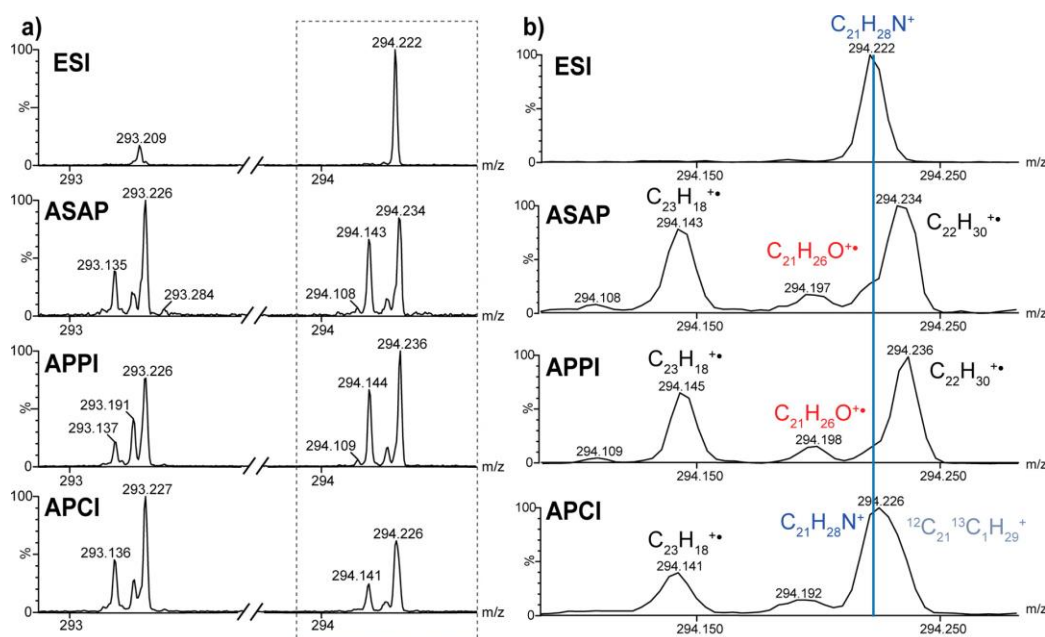 a)
ESI
100
%
0
293.209
294.222
293
294
m/z
ASAP
100
%
0
293.226
293.135
293.284
294.234
294.143
294.108
293
294
m/z
APPI
100
%
0
293.226
293.191
293.137
294.236
294.144
294.109
293
294
m/z
APCI
100
%
0
293.227
293.136
294.226
294.141
293
294
m/z
b)
C₂₁H₂₈N⁺
ESI
100
%
0
294.222
294.150
294.250
m/z
ASAP
100
%
0
C₂₃H₁₈⁺•
294.143
C₂₁H₂₆O⁺•
294.197
294.234
C₂₂H₃₀⁺•
294.108
294.150
294.250
m/z
APPI
100
%
0
C₂₃H₁₈⁺•
294.145
C₂₁H₂₆O⁺•
294.198
294.236
C₂₂H₃₀⁺•
294.109
294.150
294.250
m/z
APCI
100
%
0
C₂₃H₁₈⁺•
294.141
C₂₁H₂₈N⁺
294.226
¹²C₂₁¹³C₁H₂₉⁺
294.192
294.150
294.250
m/z